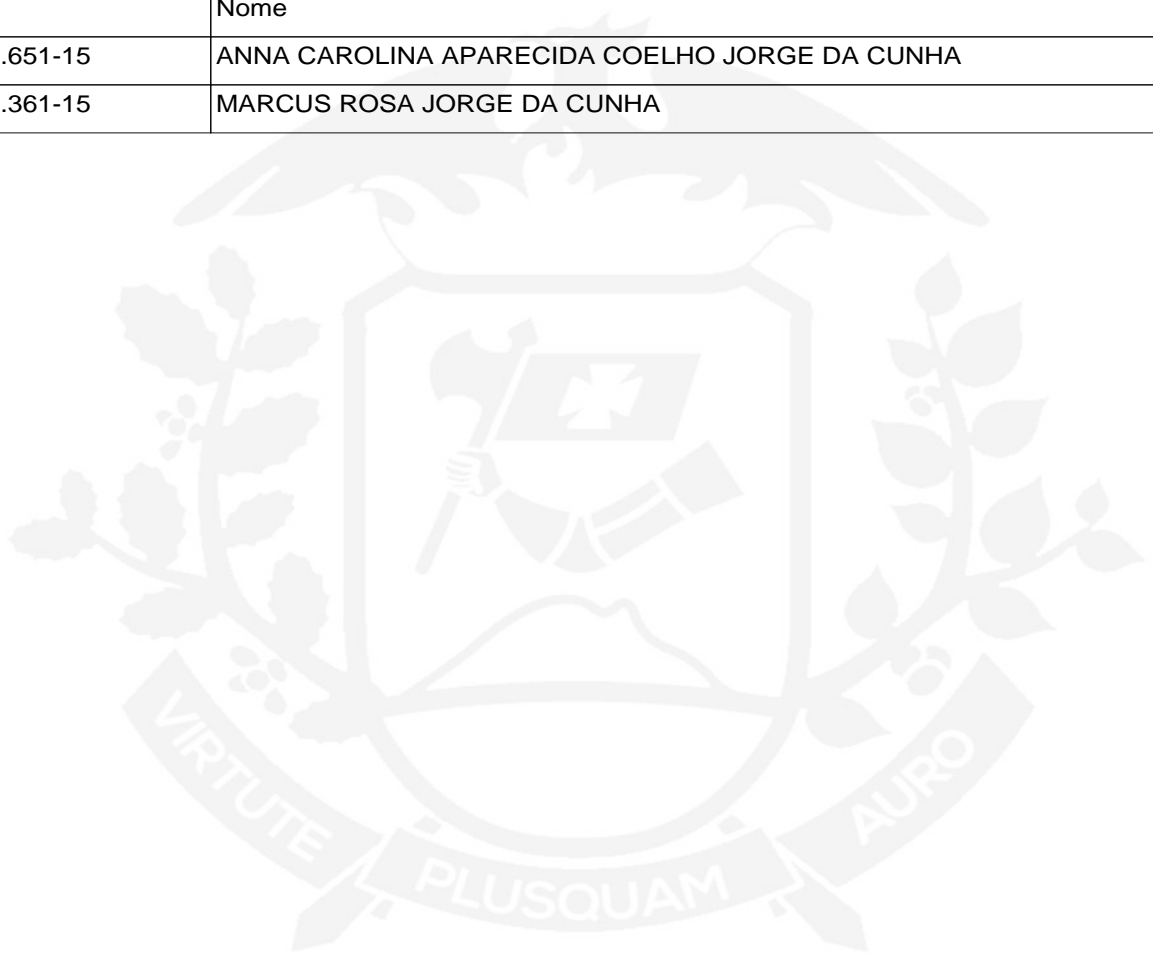 Nome
.651-15 ANNA CAROLINA APARECIDA COELHO JORGE DA CUNHA
.361-15 MARCUS ROSA JORGE DA CUNHA
VIRTUTE PLUSQUAM AURO